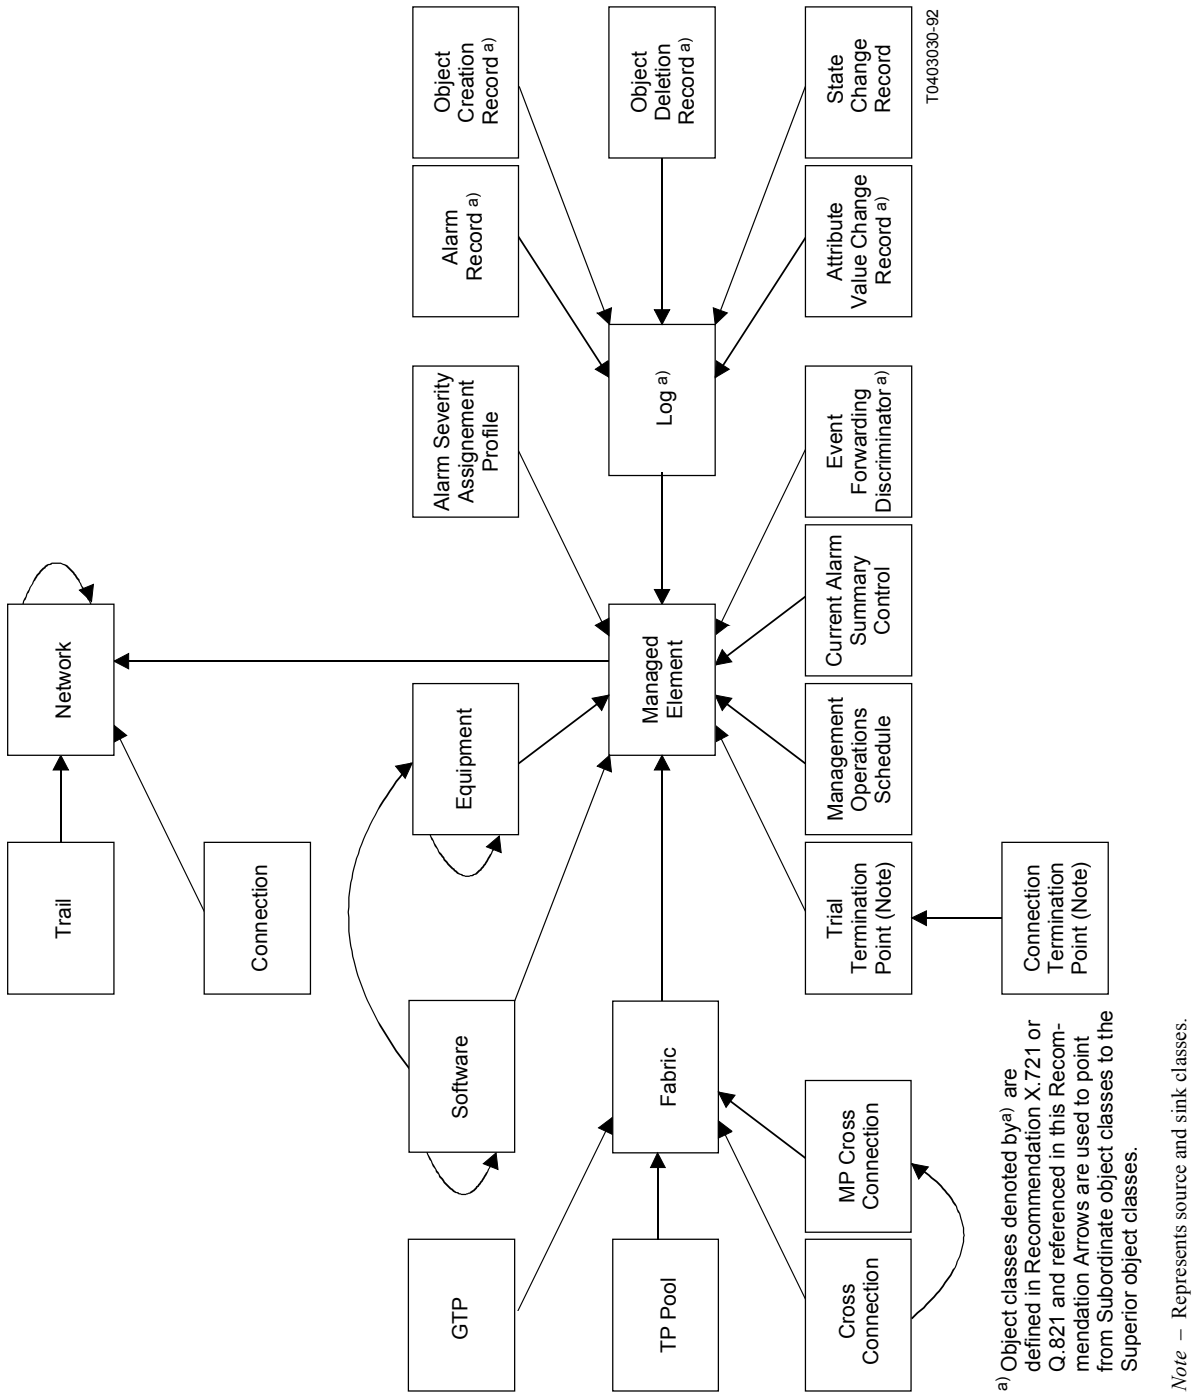 Trail
Network
Connection
GTP
Software
Equipment
Alarm Severity
Assignement
Profile
Alarm
Record a)
Object
Creation
Record a)
TP Pool
Fabric
Managed
Element
Log a)
Object
Deletion
Record a)
Cross
Connection
MP Cross
Connection
Trial
Termination
Point (Note)
Management
Operations
Schedule
Current Alarm
Summary
Control
Event
Forwarding
Discriminator a)
Attribute
Value Change
Record a)
State
Change
Record
T0403030-92
Connection
Termination
Point (Note)
a) Object classes denoted by a) are
defined in Recommendation X.721 or
Q.821 and referenced in this Recom-
mendation Arrows are used to point
from Subordinate object classes to the
Superior object classes.
Note – Represents source and sink classes.